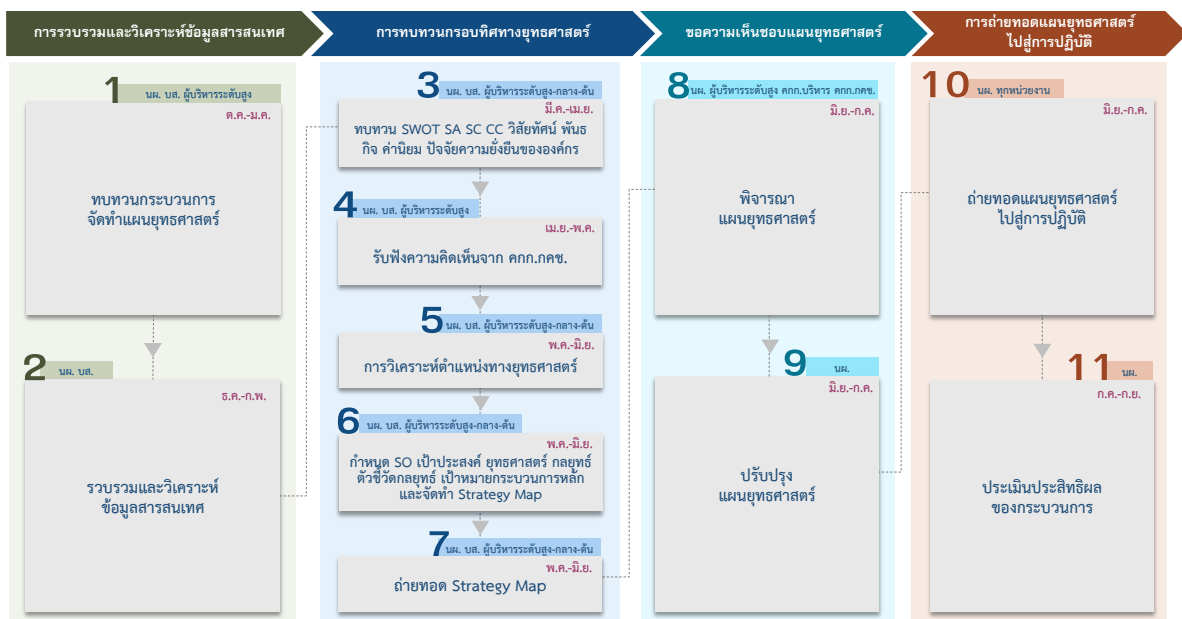 การรวบรวมและวิเคราะห์ข้อมูลสารสนเทศ
การทบทวนกรอบทิศทางยุทธศาสตร์
ขอความเห็นชอบแผนยุทธศาสตร์
การถ่ายทอดแผนยุทธศาสตร์
ไปสู่การปฏิบัติ
1 นผ. บส. ผู้บริหารระดับสูง
ต.ค.-ม.ค.
ทบทวนกระบวนการ
จัดทำแผนยุทธศาสตร์
2 นผ. บส.
ธ.ค.-ก.พ.
รวบรวมและวิเคราะห์
ข้อมูลสารสนเทศ
3 นผ. บส. ผู้บริหารระดับสูง-กลาง-ต้น
มี.ค.-เม.ย.
ทบทวน SWOT SA SC CC วิสัยทัศน์ พันธ
กิจ ค่านิยม ปัจจัยความยั่งยืนขององค์กร
4 นผ. บส. ผู้บริหารระดับสูง
เม.ย.-พ.ค.
รับฟังความคิดเห็นจาก คกก.กคช.
5 นผ. บส. ผู้บริหารระดับสูง-กลาง-ต้น
พ.ค.-มิ.ย.
การวิเคราะห์ตำแหน่งทางยุทธศาสตร์
6 นผ. บส. ผู้บริหารระดับสูง-กลาง-ต้น
พ.ค.-มิ.ย.
กำหนด SO เป้าประสงค์ ยุทธศาสตร์ กลยุทธ์
ตัวชี้วัดกลยุทธ์ เป้าหมายกระบวนการหลัก
และจัดทำ Strategy Map
7 นผ. บส. ผู้บริหารระดับสูง-กลาง-ต้น
พ.ค.-มิ.ย.
ถ่ายทอด Strategy Map
8 นผ. ผู้บริหารระดับสูง คกก.บริหาร คกก.กคช.
มิ.ย.-ก.ค.
พิจารณา
แผนยุทธศาสตร์
9 นผ.
มิ.ย.-ก.ค.
ปรับปรุง
แผนยุทธศาสตร์
10 นผ. ทุกหน่วยงาน
มิ.ย.-ก.ค.
ถ่ายทอดแผนยุทธศาสตร์
ไปสู่การปฏิบัติ
11 นผ.
ก.ค.-ก.ย.
ประเมินประสิทธิผล
ของกระบวนการ